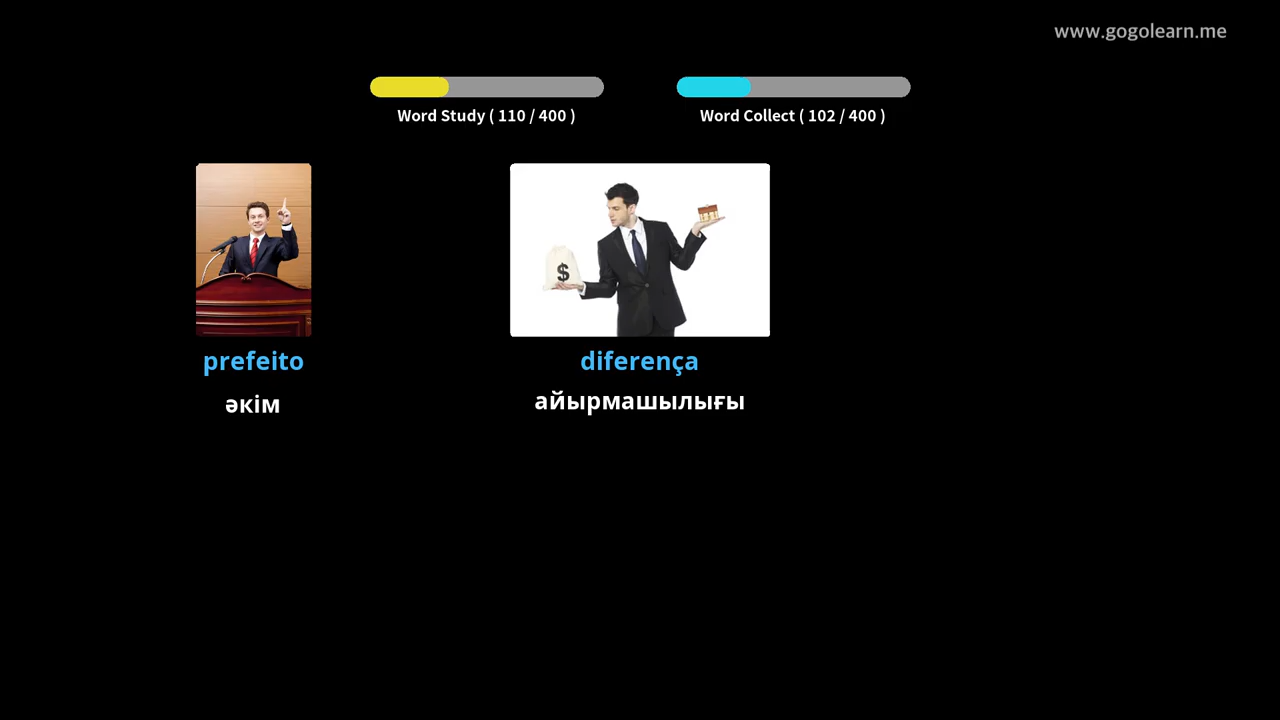 www.gogolearn.me
Word Study ( 110 / 400 )
Word Collect ( 102 / 400 )
$
prefeito
diferença
әкім
айырмашылығы